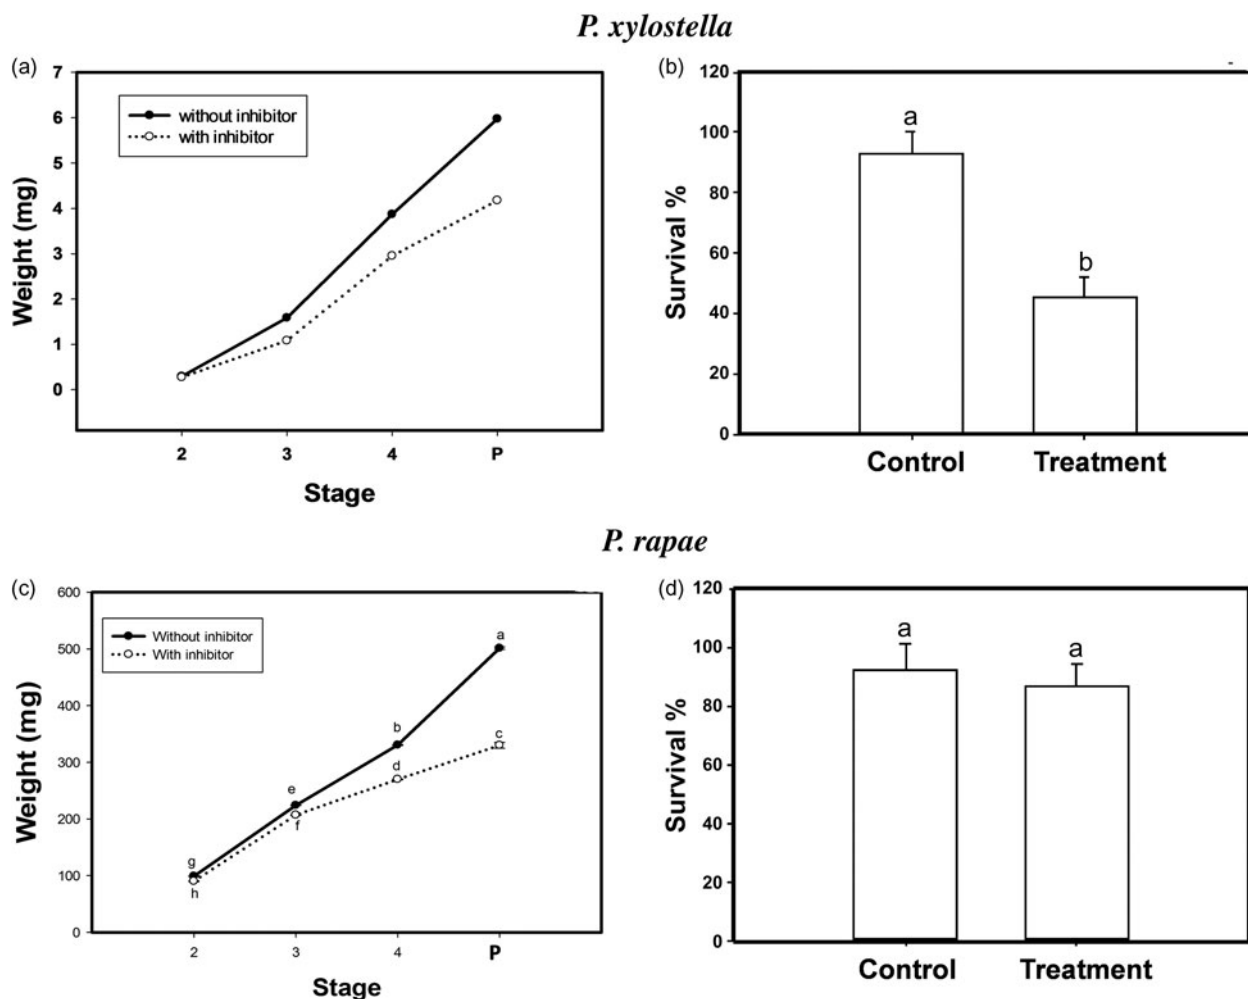 P. xylostella
(a)
7
6
5
4
3
2
1
0
Weight (mg)
without inhibitor
with inhibitor
2 3 4 P
Stage
(b)
120
100
80
60
40
20
0
Survival %
a
b
Control Treatment
P. rapae
(c)
600
500
400
300
200
100
0
Weight (mg)
Without inhibitor
With inhibitor
a
b
c
d
e
f
g
h
2 3 4 P
Stage
(d)
120
100
80
60
40
20
0
Survival %
a a
Control Treatment